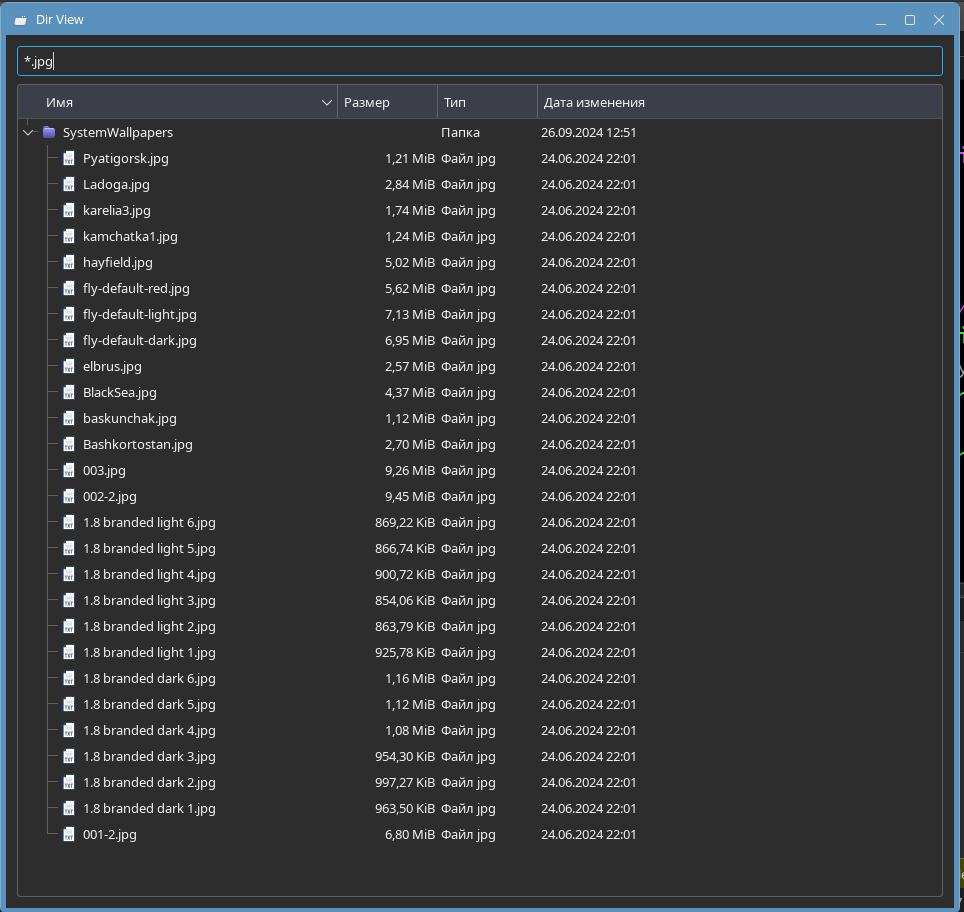 Dir View
*.jpg
Имя Размер Тип Дата изменения
SystemWallpapers Папка 26.09.2024 12:51
Pyatigorsk.jpg 1,21 MiB Файл jpg 24.06.2024 22:01
Ladoga.jpg 2,84 MiB Файл jpg 24.06.2024 22:01
karelia3.jpg 1,74 MiB Файл jpg 24.06.2024 22:01
kamchatka1.jpg 1,24 MiB Файл jpg 24.06.2024 22:01
hayfield.jpg 5,02 MiB Файл jpg 24.06.2024 22:01
fly-default-red.jpg 5,62 MiB Файл jpg 24.06.2024 22:01
fly-default-light.jpg 7,13 MiB Файл jpg 24.06.2024 22:01
fly-default-dark.jpg 6,95 MiB Файл jpg 24.06.2024 22:01
elbrus.jpg 2,57 MiB Файл jpg 24.06.2024 22:01
BlackSea.jpg 4,37 MiB Файл jpg 24.06.2024 22:01
baskunchak.jpg 1,12 MiB Файл jpg 24.06.2024 22:01
Bashkortostan.jpg 2,70 MiB Файл jpg 24.06.2024 22:01
003.jpg 9,26 MiB Файл jpg 24.06.2024 22:01
002-2.jpg 9,45 MiB Файл jpg 24.06.2024 22:01
1.8 branded light 6.jpg 869,22 KiB Файл jpg 24.06.2024 22:01
1.8 branded light 5.jpg 866,74 KiB Файл jpg 24.06.2024 22:01
1.8 branded light 4.jpg 900,72 KiB Файл jpg 24.06.2024 22:01
1.8 branded light 3.jpg 854,06 KiB Файл jpg 24.06.2024 22:01
1.8 branded light 2.jpg 863,79 KiB Файл jpg 24.06.2024 22:01
1.8 branded light 1.jpg 925,78 KiB Файл jpg 24.06.2024 22:01
1.8 branded dark 6.jpg 1,16 MiB Файл jpg 24.06.2024 22:01
1.8 branded dark 5.jpg 1,12 MiB Файл jpg 24.06.2024 22:01
1.8 branded dark 4.jpg 1,08 MiB Файл jpg 24.06.2024 22:01
1.8 branded dark 3.jpg 954,30 KiB Файл jpg 24.06.2024 22:01
1.8 branded dark 2.jpg 997,27 KiB Файл jpg 24.06.2024 22:01
1.8 branded dark 1.jpg 963,50 KiB Файл jpg 24.06.2024 22:01
001-2.jpg 6,80 MiB Файл jpg 24.06.2024 22:01